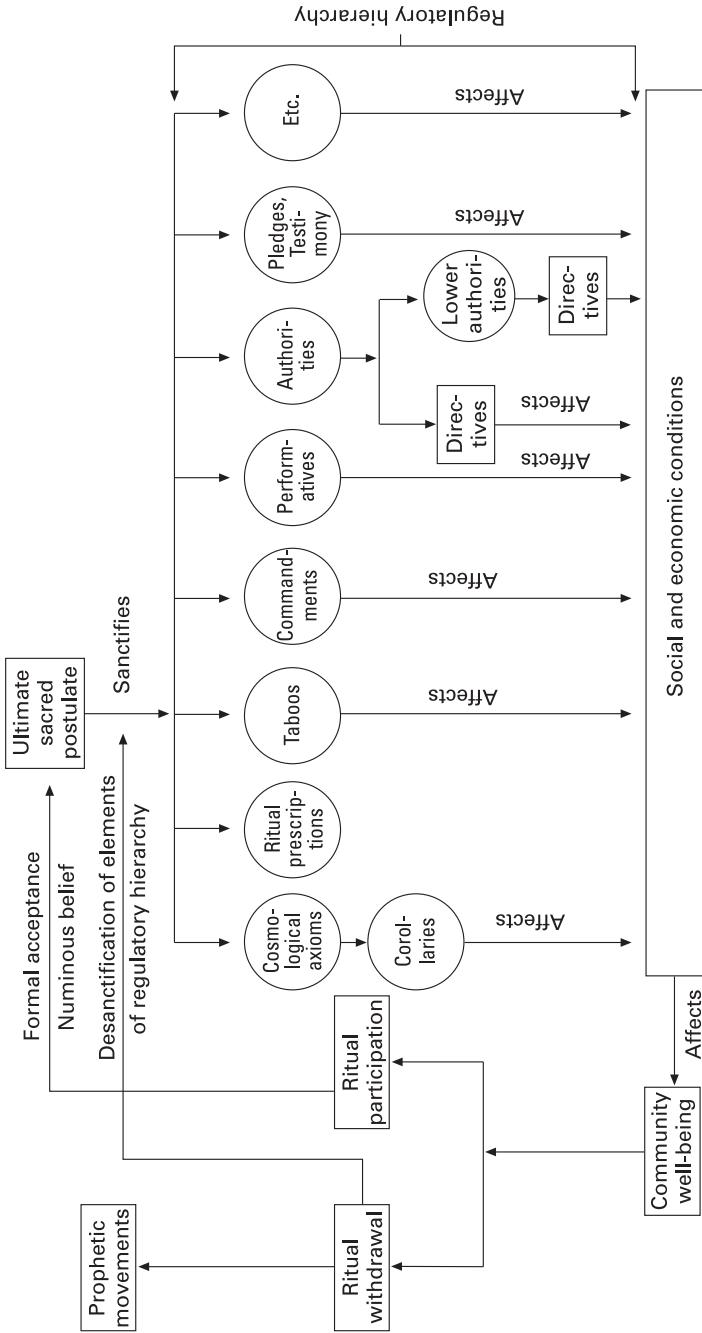 Prophetic
movements
Formal acceptance
Numinous belief
Desanctification of elements
of regulatory hierarchy
Ultimate
sacred
postulate
Sanctifies
Regulatory hierarchy
Ritual
withdrawal
Ritual
participation
Cosmo-
logical
axioms
Ritual
prescrip-
tions
Taboos
Command-
ments
Perform-
atives
Authori-
ties
Pledges,
Testi-
mony
Etc.
Corol-
laries
Direc-
tives
Lower
authori-
ties
Direc-
tives
Affects
Affects
Affects
Affects
Affects
Affects
Affects
Community
well-being
Affects
Social and economic conditions